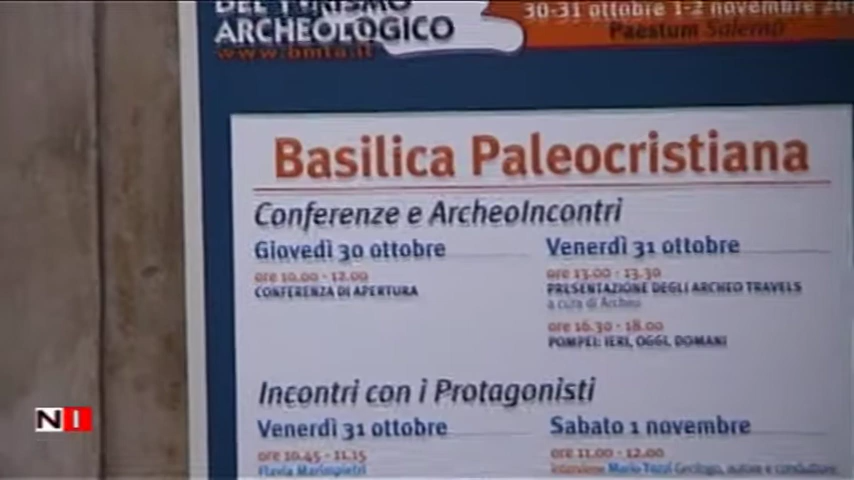 DEL TURISMO
ARCHEOLOGICO
www.bmta.it
30-31 ottobre 1-2 novembre
Paestum Salerno
Basilica Paleocristiana
Conferenze e ArcheoIncontri
Giovedì 30 ottobre
ore 10.00 - 12.00
CONFERENZA DI APERTURA
Venerdì 31 ottobre
ore 13.00 - 13.30
PRESENTAZIONE DEGLI ARCHEO TRAVELS
a cura di Archeo
ore 16.30 - 18.00
POMPEI: IERI, OGGI, DOMANI
Incontri con i Protagonisti
Venerdì 31 ottobre
ore 10.45 - 11.15
Flavia Marimpietri
Sabato 1 novembre
ore 11.00 - 12.00
Interviene Mario Tozzi Geologo, autore e conduttore
N1